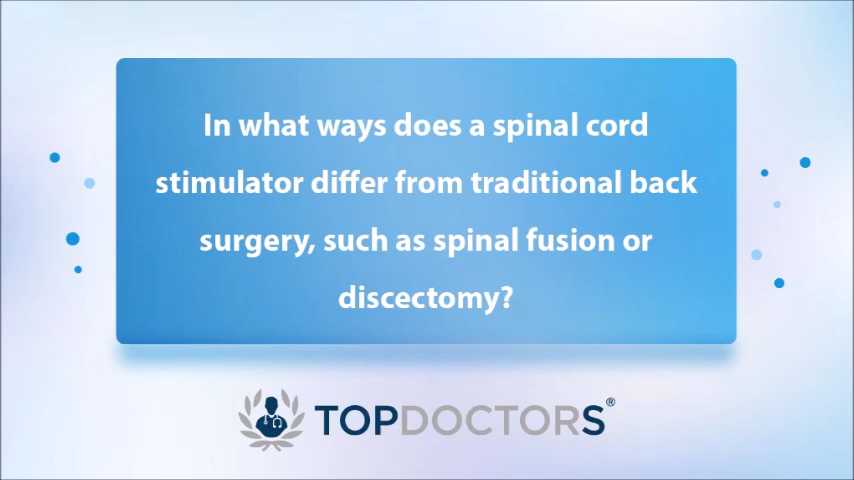 In what ways does a spinal cord
stimulator differ from traditional back
surgery, such as spinal fusion or
discectomy?
TOPDOCTORS®